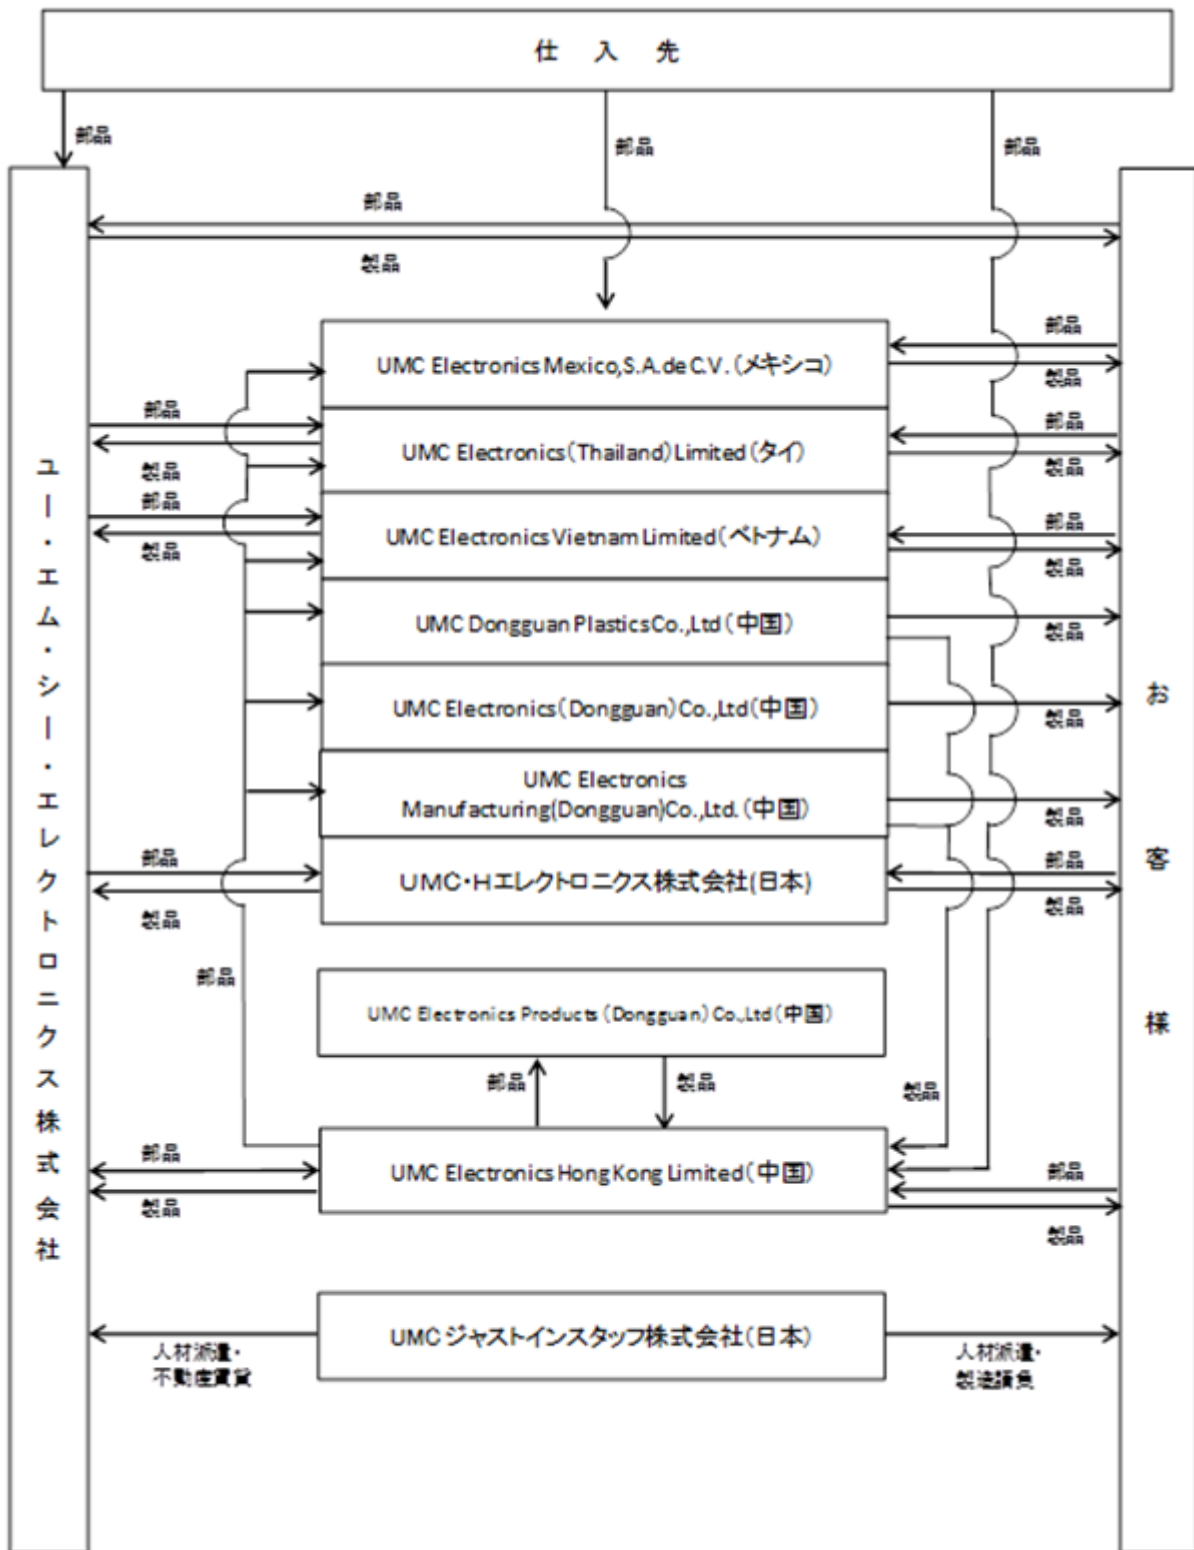 仕入先
部品
部品
部品
部品
製品
ユー・エム・シー・エレクトロニクス株式会社
お客様
UMC Electronics Mexico,S.A.de C.V.(メキシコ)
部品
製品
部品
製品
UMC Electronics(Thailand)Limited(タイ)
部品
製品
部品
製品
UMC Electronics Vietnam Limited(ベトナム)
部品
製品
UMC Dongguan Plastics Co.,Ltd(中国)
製品
UMC Electronics(Dongguan)Co.,Ltd(中国)
製品
UMC Electronics
Manufacturing(Dongguan)Co.,Ltd.(中国)
製品
部品
製品
UMC・Hエレクトロニクス株式会社(日本)
部品
製品
部品
UMC Electronics Products(Dongguan)Co.,Ltd(中国)
部品
製品
製品
部品
製品
UMC Electronics Hong Kong Limited(中国)
部品
製品
UMCジャストインスタッフ株式会社(日本)
人材派遣・
不動産賃貸
人材派遣・
製造請負